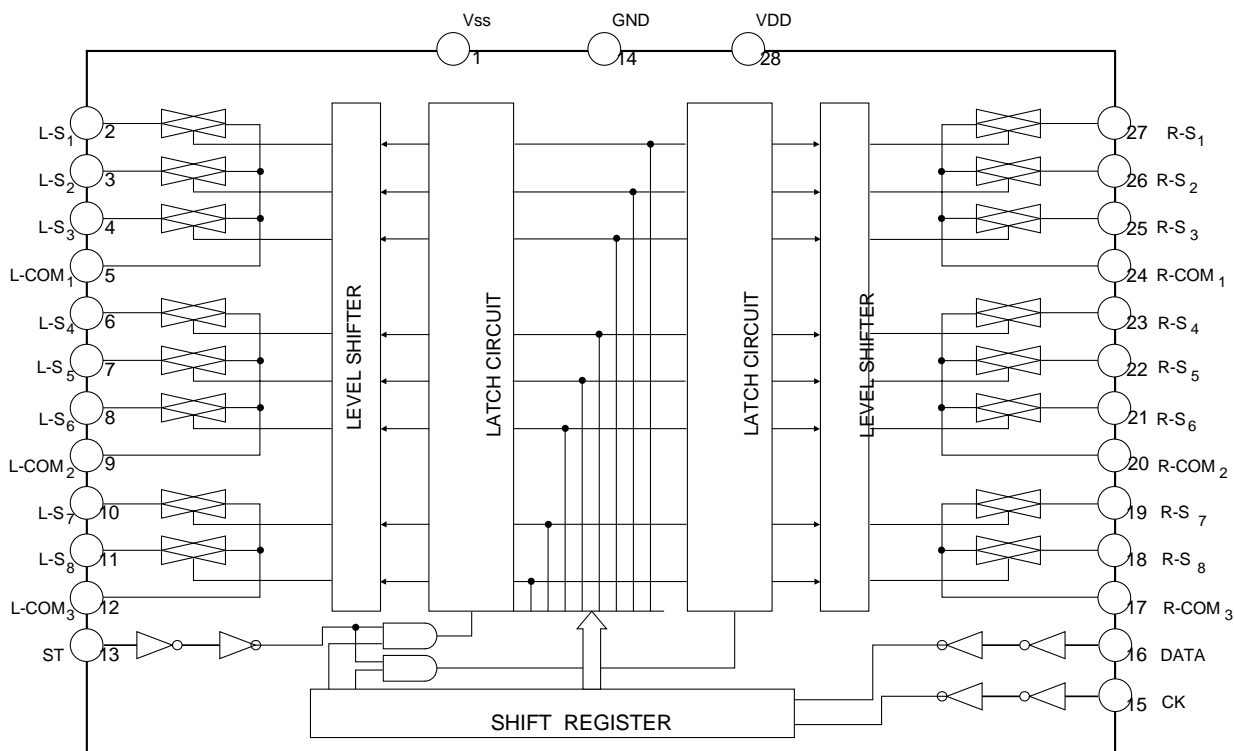 Vss GND VDD
1 14 28
L-S1 2
L-S2 3
L-S3 4
L-COM1 5
L-S4 6
L-S5 7
L-S6 8
L-COM2 9
L-S7 10
L-S8 11
L-COM3 12
ST 13
LEVEL SHIFTER
LATCH CIRCUIT
LATCH CIRCUIT
LEVEL SHIFTER
27 R-S1
26 R-S2
25 R-S3
24 R-COM1
23 R-S4
22 R-S5
21 R-S6
20 R-COM2
19 R-S7
18 R-S8
17 R-COM3
16 DATA
15 CK
SHIFT REGISTER